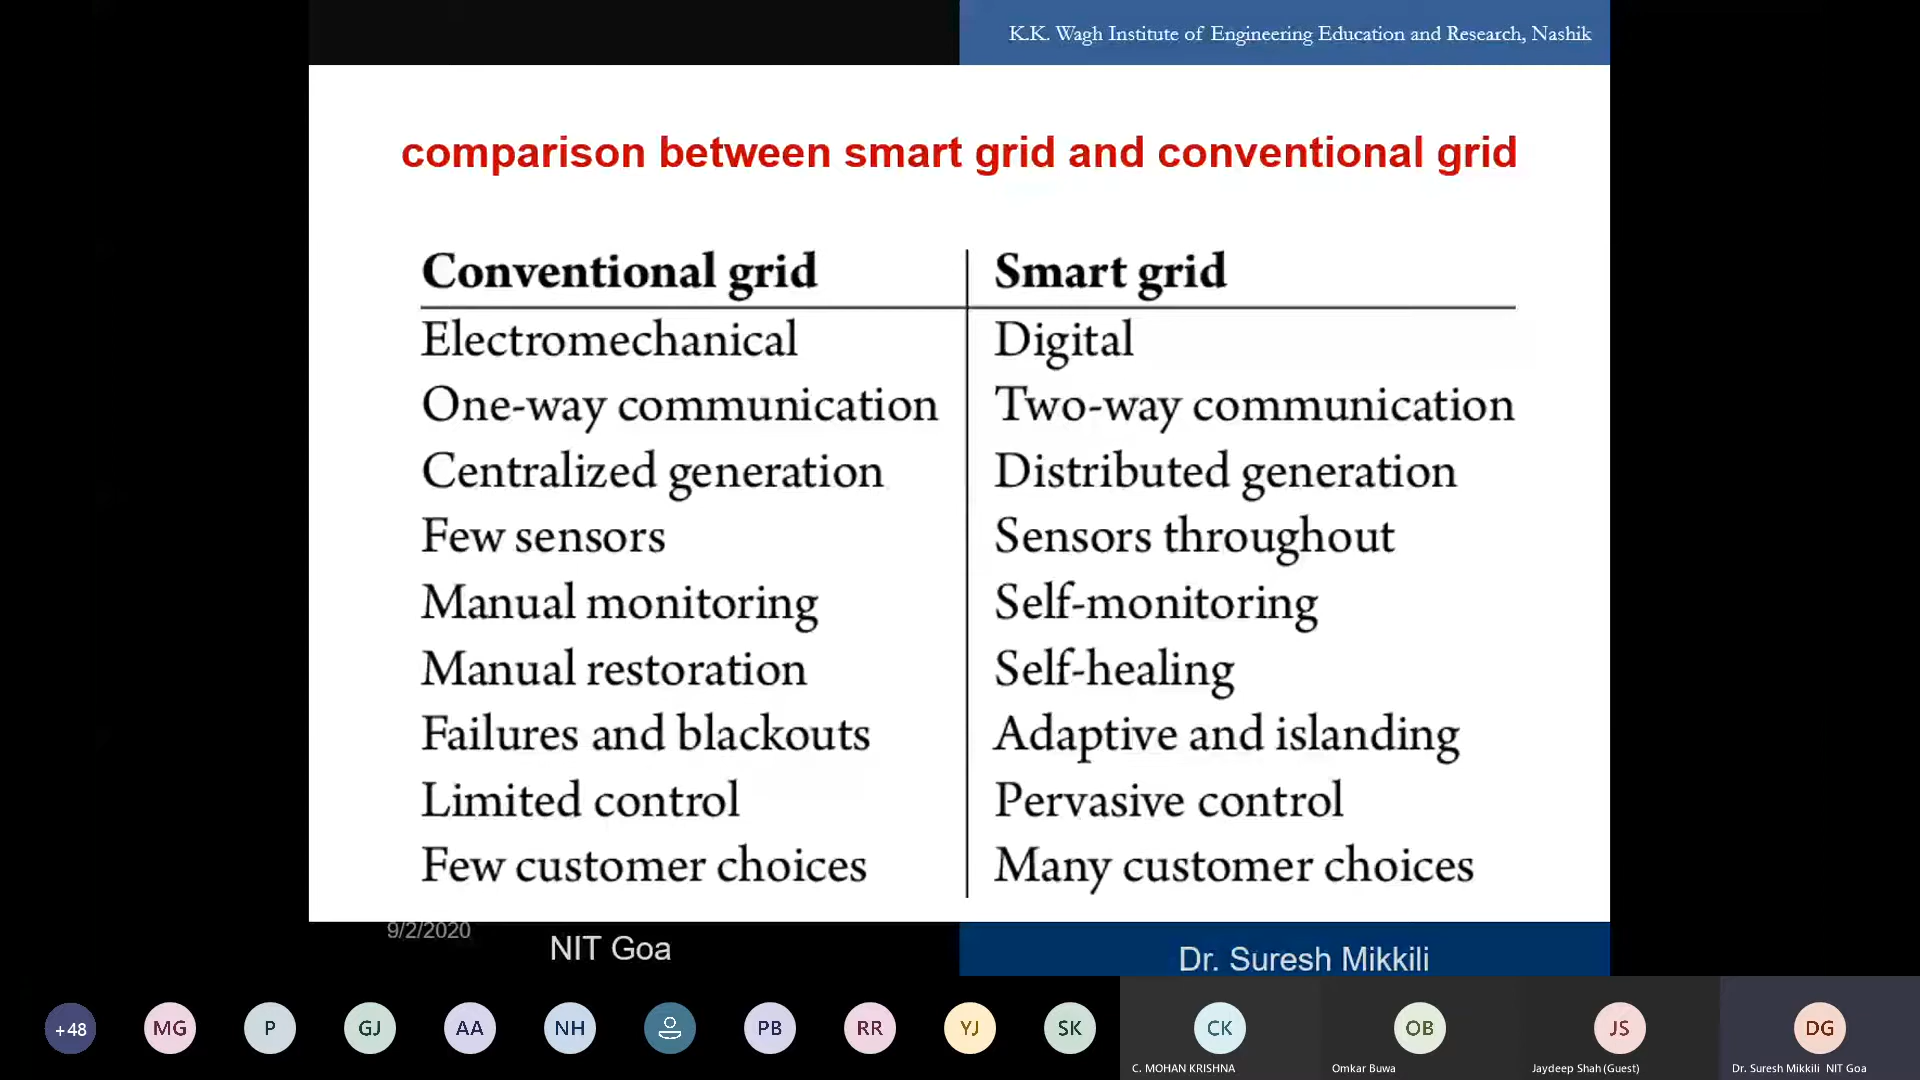 K.K. Wagh Institute of Engineering Education and Research, Nashik
comparison between smart grid and conventional grid
Conventional grid Smart grid
Electromechanical Digital
One-way communication Two-way communication
Centralized generation Distributed generation
Few sensors Sensors throughout
Manual monitoring Self-monitoring
Manual restoration Self-healing
Failures and blackouts Adaptive and islanding
Limited control Pervasive control
Few customer choices Many customer choices
9/2/2020
NIT Goa
Dr. Suresh Mikkili
+48 MG P GJ AA NH PB RR YJ SK CK OB JS DG
C. MOHAN KRISHNA Omkar Buwa Jaydeep Shah (Guest) Dr. Suresh Mikkili NIT Goa